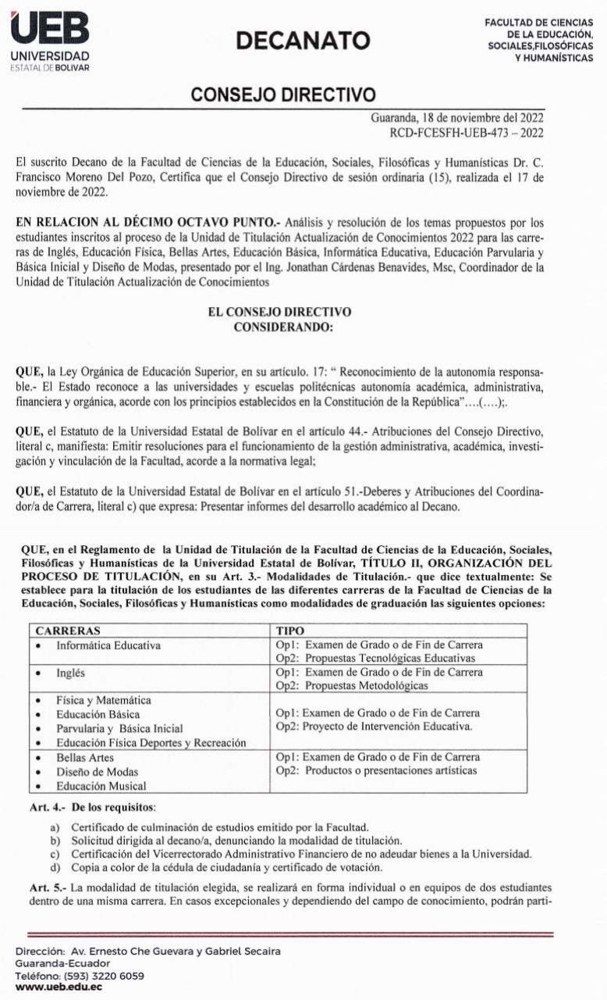 UEB
UNIVERSIDAD
ESTATAL DE BOLIVAR
DECANATO
FACULTAD DE CIENCIAS
DE LA EDUCACIÓN,
SOCIALES,FILOSÓFICAS
Y HUMANÍSTICAS
CONSEJO DIRECTIVO
Guaranda, 18 de noviembre del 2022
RCD-FCESFH-UEB-473 – 2022
El suscrito Decano de la Facultad de Ciencias de la Educación, Sociales, Filosóficas y Humanísticas Dr. C.
Francisco Moreno Del Pozo, Certifica que el Consejo Directivo de sesión ordinaria (15), realizada el 17 de
noviembre de 2022.
EN RELACION AL DÉCIMO OCTAVO PUNTO.- Análisis y resolución de los temas propuestos por los
estudiantes inscritos al proceso de la Unidad de Titulación Actualización de Conocimientos 2022 para las carre-
ras de Inglés, Educación Física, Bellas Artes, Educación Básica, Informática Educativa, Educación Parvularia y
Básica Inicial y Diseño de Modas, presentado por el Ing. Jonathan Cárdenas Benavides, Msc, Coordinador de la
Unidad de Titulación Actualización de Conocimientos
EL CONSEJO DIRECTIVO
CONSIDERANDO:
QUE, la Ley Orgánica de Educación Superior, en su artículo. 17: “ Reconocimiento de la autonomía responsa-
ble.- El Estado reconoce a las universidades y escuelas politécnicas autonomía académica, administrativa,
financiera y orgánica, acorde con los principios establecidos en la Constitución de la República”….(….);.
QUE, el Estatuto de la Universidad Estatal de Bolívar en el artículo 44.- Atribuciones del Consejo Directivo,
literal c, manifiesta: Emitir resoluciones para el funcionamiento de la gestión administrativa, académica, investi-
gación y vinculación de la Facultad, acorde a la normativa legal;
QUE, el Estatuto de la Universidad Estatal de Bolívar en el artículo 51.-Deberes y Atribuciones del Coordina-
dor/a de Carrera, literal c) que expresa: Presentar informes del desarrollo académico al Decano.
QUE, en el Reglamento de la Unidad de Titulación de la Facultad de Ciencias de la Educación, Sociales,
Filosóficas y Humanísticas de la Universidad Estatal de Bolívar, TÍTULO II, ORGANIZACIÓN DEL
PROCESO DE TITULACIÓN, en su Art. 3.- Modalidades de Titulación.- que dice textualmente: Se
establece para la titulación de los estudiantes de las diferentes carreras de la Facultad de Ciencias de la
Educación, Sociales, Filosóficas y Humanísticas como modalidades de graduación las siguientes opciones:
CARRERAS TIPO
• Informática Educativa
Op1: Examen de Grado o de Fin de Carrera
Op2: Propuestas Tecnológicas Educativas
• Inglés
Op1: Examen de Grado o de Fin de Carrera
Op2: Propuestas Metodológicas
• Física y Matemática
• Educación Básica
• Parvularia y Básica Inicial
• Educación Física Deportes y Recreación
Op1: Examen de Grado o de Fin de Carrera
Op2: Proyecto de Intervención Educativa.
• Bellas Artes
• Diseño de Modas
• Educación Musical
Op1: Examen de Grado o de Fin de Carrera
Op2: Productos o presentaciones artísticas
Art. 4.- De los requisitos:
a) Certificado de culminación de estudios emitido por la Facultad.
b) Solicitud dirigida al decano/a, denunciando la modalidad de titulación.
c) Certificación del Vicerrectorado Administrativo Financiero de no adeudar bienes a la Universidad.
d) Copia a color de la cédula de ciudadanía y certificado de votación.
Art. 5.- La modalidad de titulación elegida, se realizará en forma individual o en equipos de dos estudiantes
dentro de una misma carrera. En casos excepcionales y dependiendo del campo de conocimiento, podrán parti-
Dirección: Av. Ernesto Che Guevara y Gabriel Secaira
Guaranda-Ecuador
Teléfono: (593) 3220 6059
www.ueb.edu.ec